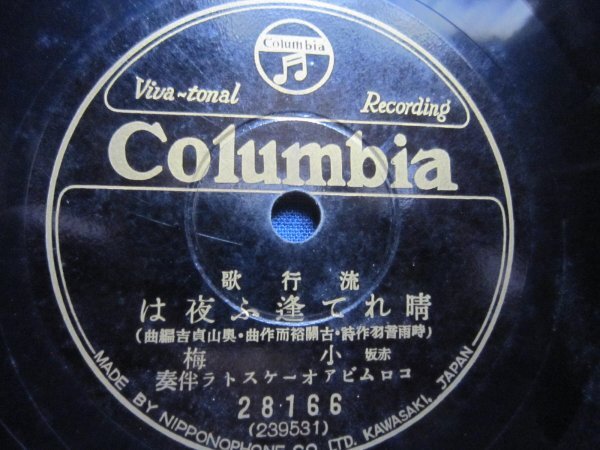 Columbia
Viva-tonal Recording
Columbia
流行歌
晴れて逢ふ夜は
(時雨音羽作詩・古關裕而作曲・奥山貞吉編曲)
赤坂 小梅
コロムビアオーケストラ伴奏
28166
(239531)
MADE BY NIPPONOPHONE CO., LTD. KAWASAKI, JAPAN